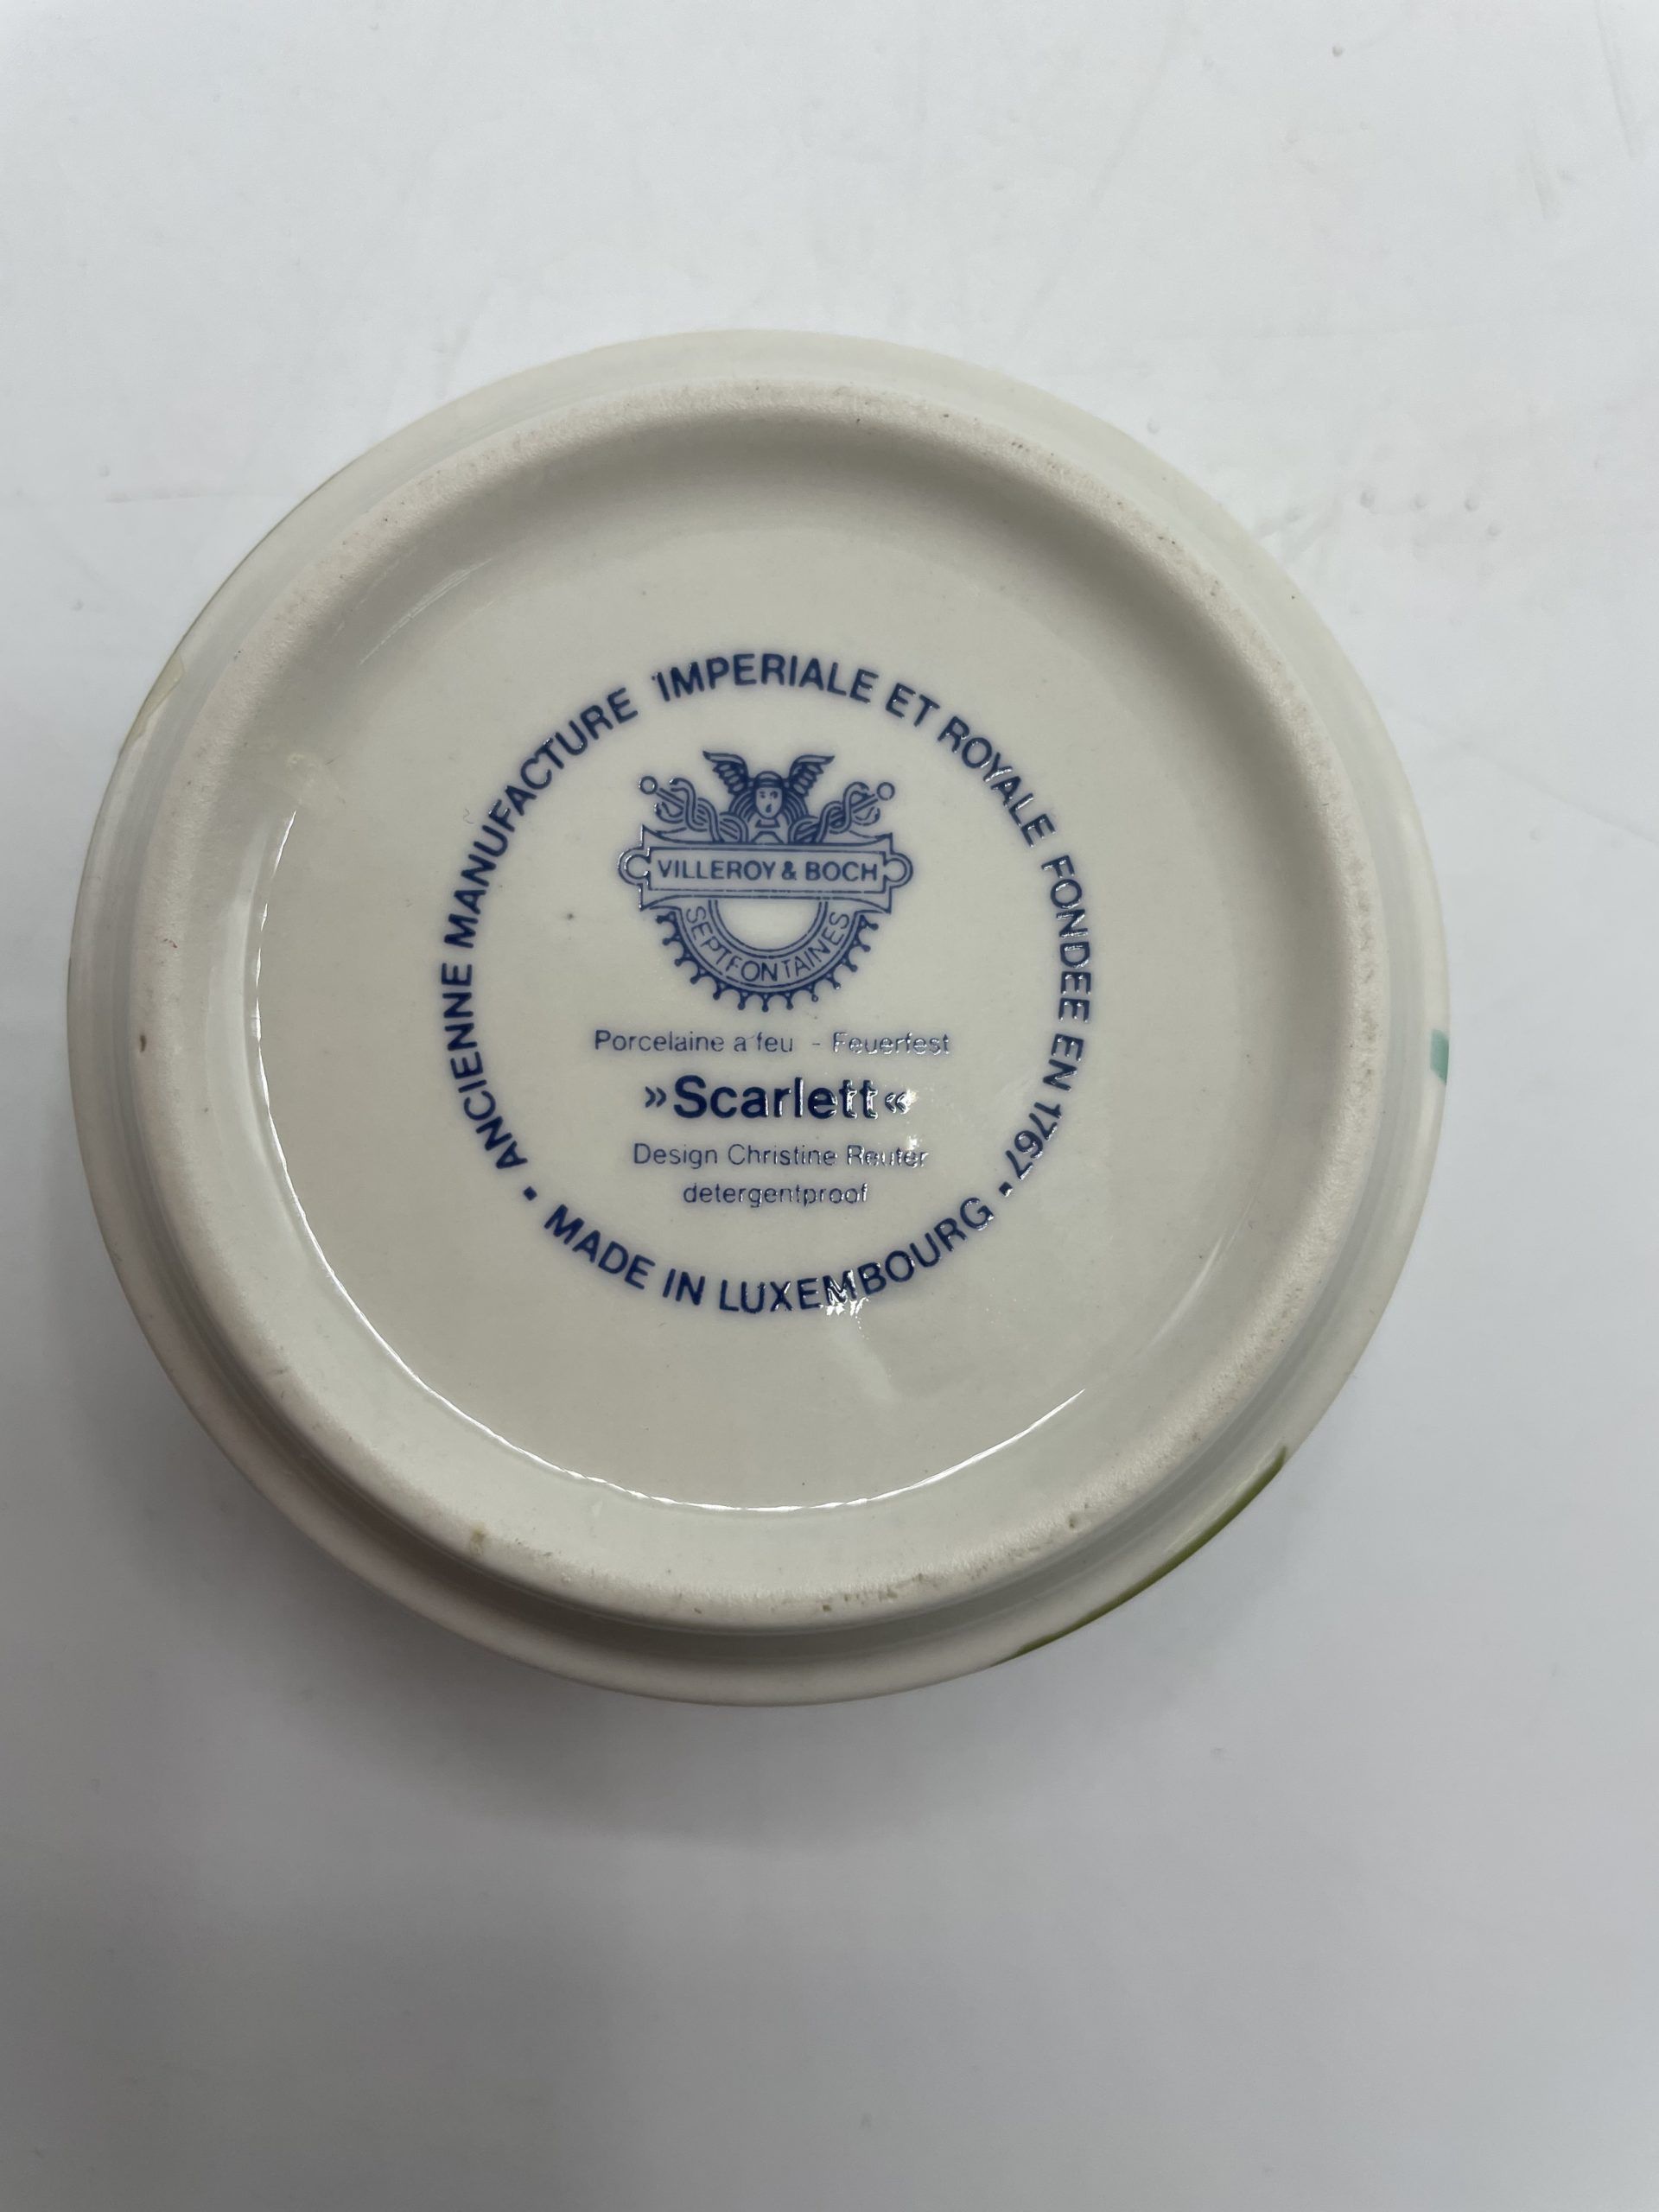 ANCIENNE MANUFACTURE IMPERIALE ET ROYALE FONDEE EN 1767 •
VILLEROY & BOCH
SEPTFONTAINES
Porcelaine a feu - Feuerfest
»Scarlett«
Design Christine Reuter
detergentproof
• MADE IN LUXEMBOURG